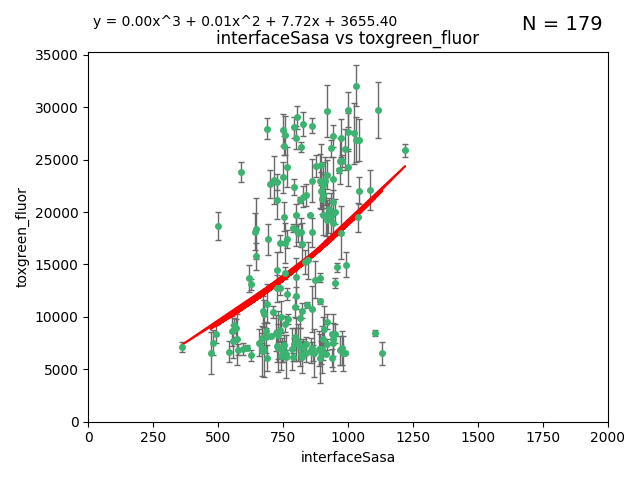 y = 0.00x^3 + 0.01x^2 + 7.72x + 3655.40
N = 179
interfaceSasa vs toxgreen_fluor
35000
30000
25000
20000
15000
10000
5000
0
toxgreen_fluor
0 250 500 750 1000 1250 1500 1750 2000
interfaceSasa